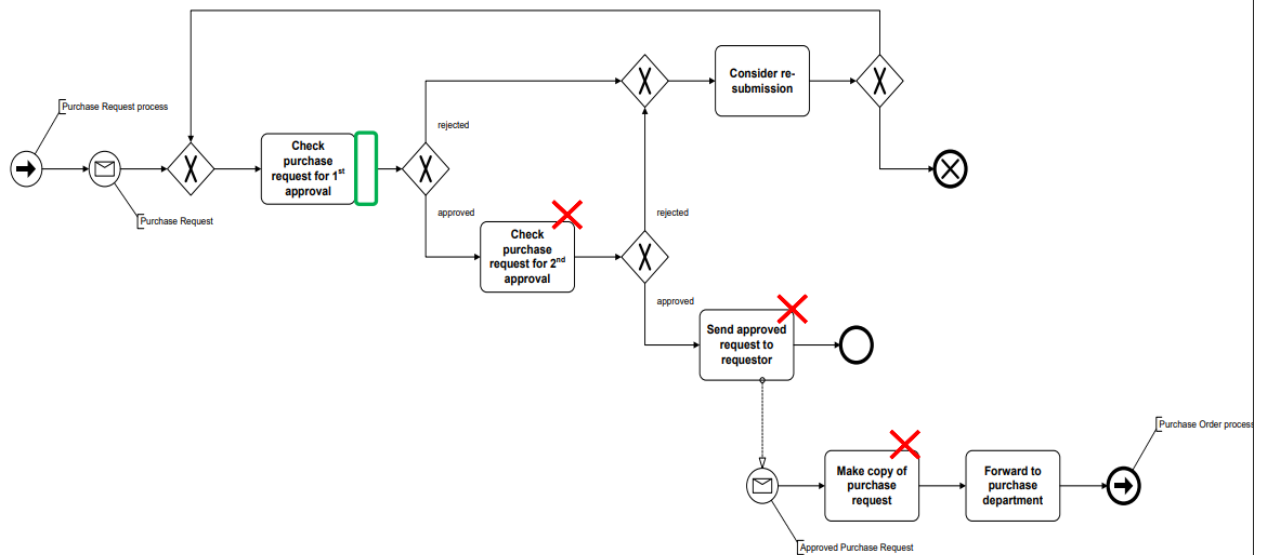 Purchase Request process
Purchase Request
Check
purchase
request for 1st
approval
rejected
approved
Check
purchase
request for 2nd
approval
Consider re-
submission
rejected
approved
Send approved
request to
requestor
Make copy of
purchase
request
Forward to
purchase
department
Purchase Order process
Approved Purchase Request